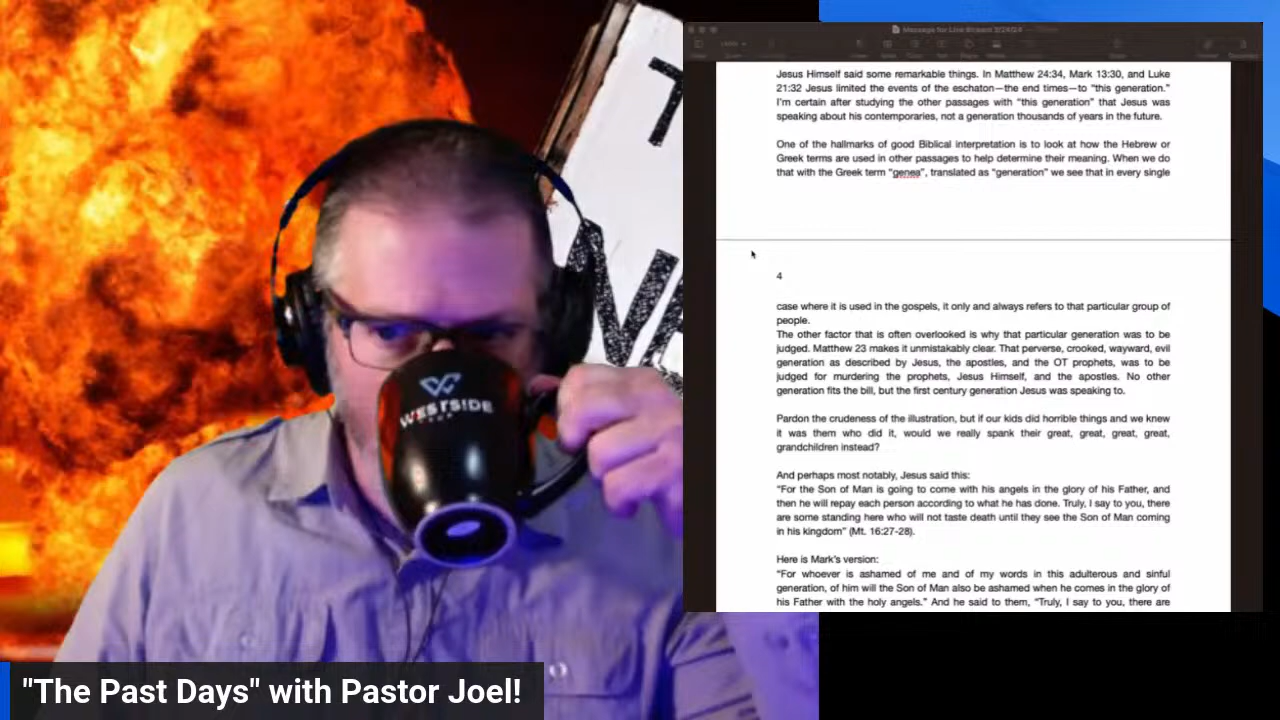 Message for Live Stream 2/24/24
Jesus Himself said some remarkable things. In Matthew 24:34, Mark 13:30, and Luke
21:32 Jesus limited the events of the eschaton—the end times—to “this generation.”
I’m certain after studying the other passages with “this generation” that Jesus was
speaking about his contemporaries, not a generation thousands of years in the future.
One of the hallmarks of good Biblical interpretation is to look at how the Hebrew or
Greek terms are used in other passages to help determine their meaning. When we do
that with the Greek term “genea”, translated as “generation” we see that in every single
4
case where it is used in the gospels, it only and always refers to that particular group of
people.
The other factor that is often overlooked is why that particular generation was to be
judged. Matthew 23 makes it unmistakably clear. That perverse, crooked, wayward, evil
generation as described by Jesus, the apostles, and the OT prophets, was to be
judged for murdering the prophets, Jesus Himself, and the apostles. No other
generation fits the bill, but the first century generation Jesus was speaking to.
Pardon the crudeness of the illustration, but if our kids did horrible things and we knew
it was them who did it, would we really spank their great, great, great, great,
grandchildren instead?
And perhaps most notably, Jesus said this:
“For the Son of Man is going to come with his angels in the glory of his Father, and
then he will repay each person according to what he has done. Truly, I say to you, there
are some standing here who will not taste death until they see the Son of Man coming
in his kingdom” (Mt. 16:27-28).
Here is Mark’s version:
“For whoever is ashamed of me and of my words in this adulterous and sinful
generation, of him will the Son of Man also be ashamed when he comes in the glory of
his Father with the holy angels.” And he said to them, “Truly, I say to you, there are
WESTSIDE
"The Past Days" with Pastor Joel!